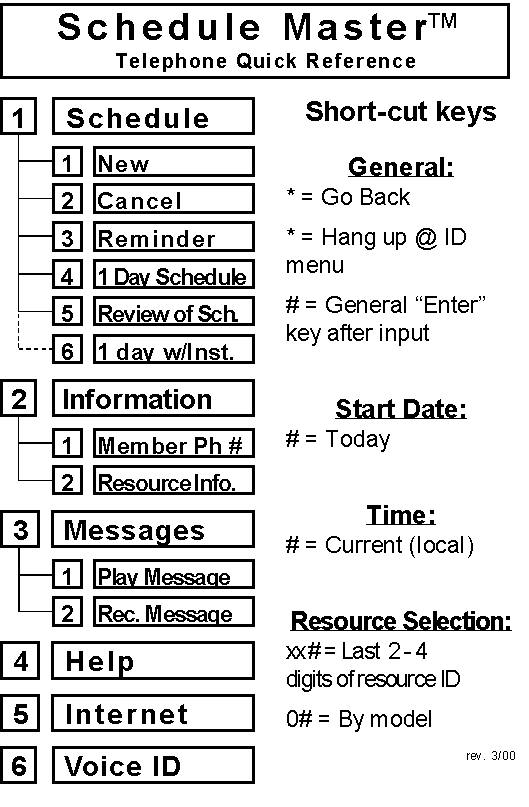 Schedule Master™
Telephone Quick Reference
1 Schedule
1 New
2 Cancel
3 Reminder
4 1 Day Schedule
5 Review of Sch.
6 1 day w/Inst.
2 Information
1 Member Ph #
2 Resource Info.
3 Messages
1 Play Message
2 Rec. Message
4 Help
5 Internet
6 Voice ID
Short-cut keys
General:
* = Go Back
* = Hang up @ ID
menu
# = General “Enter”
key after input
Start Date:
# = Today
Time:
# = Current (local)
Resource Selection:
xx# = Last 2 - 4
digits of resource ID
0# = By model
rev. 3/00